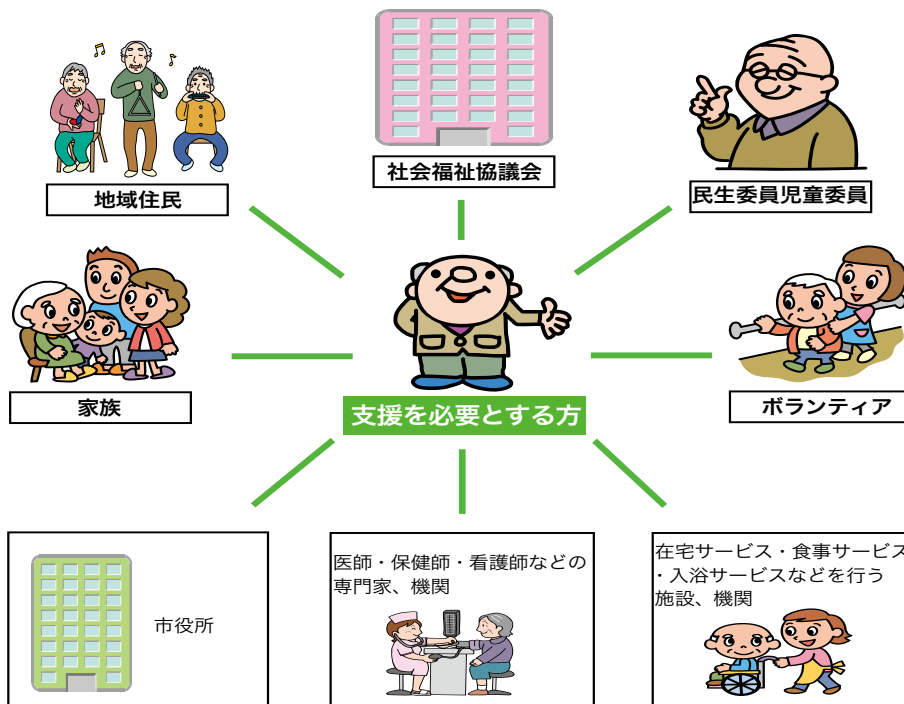 社会福祉協議会
地域住民
民生委員児童委員
家族
支援を必要とする方
ボランティア
市役所
医師・保健師・看護師などの
専門家、機関
在宅サービス・食事サービス
・入浴サービスなどを行う
施設、機関